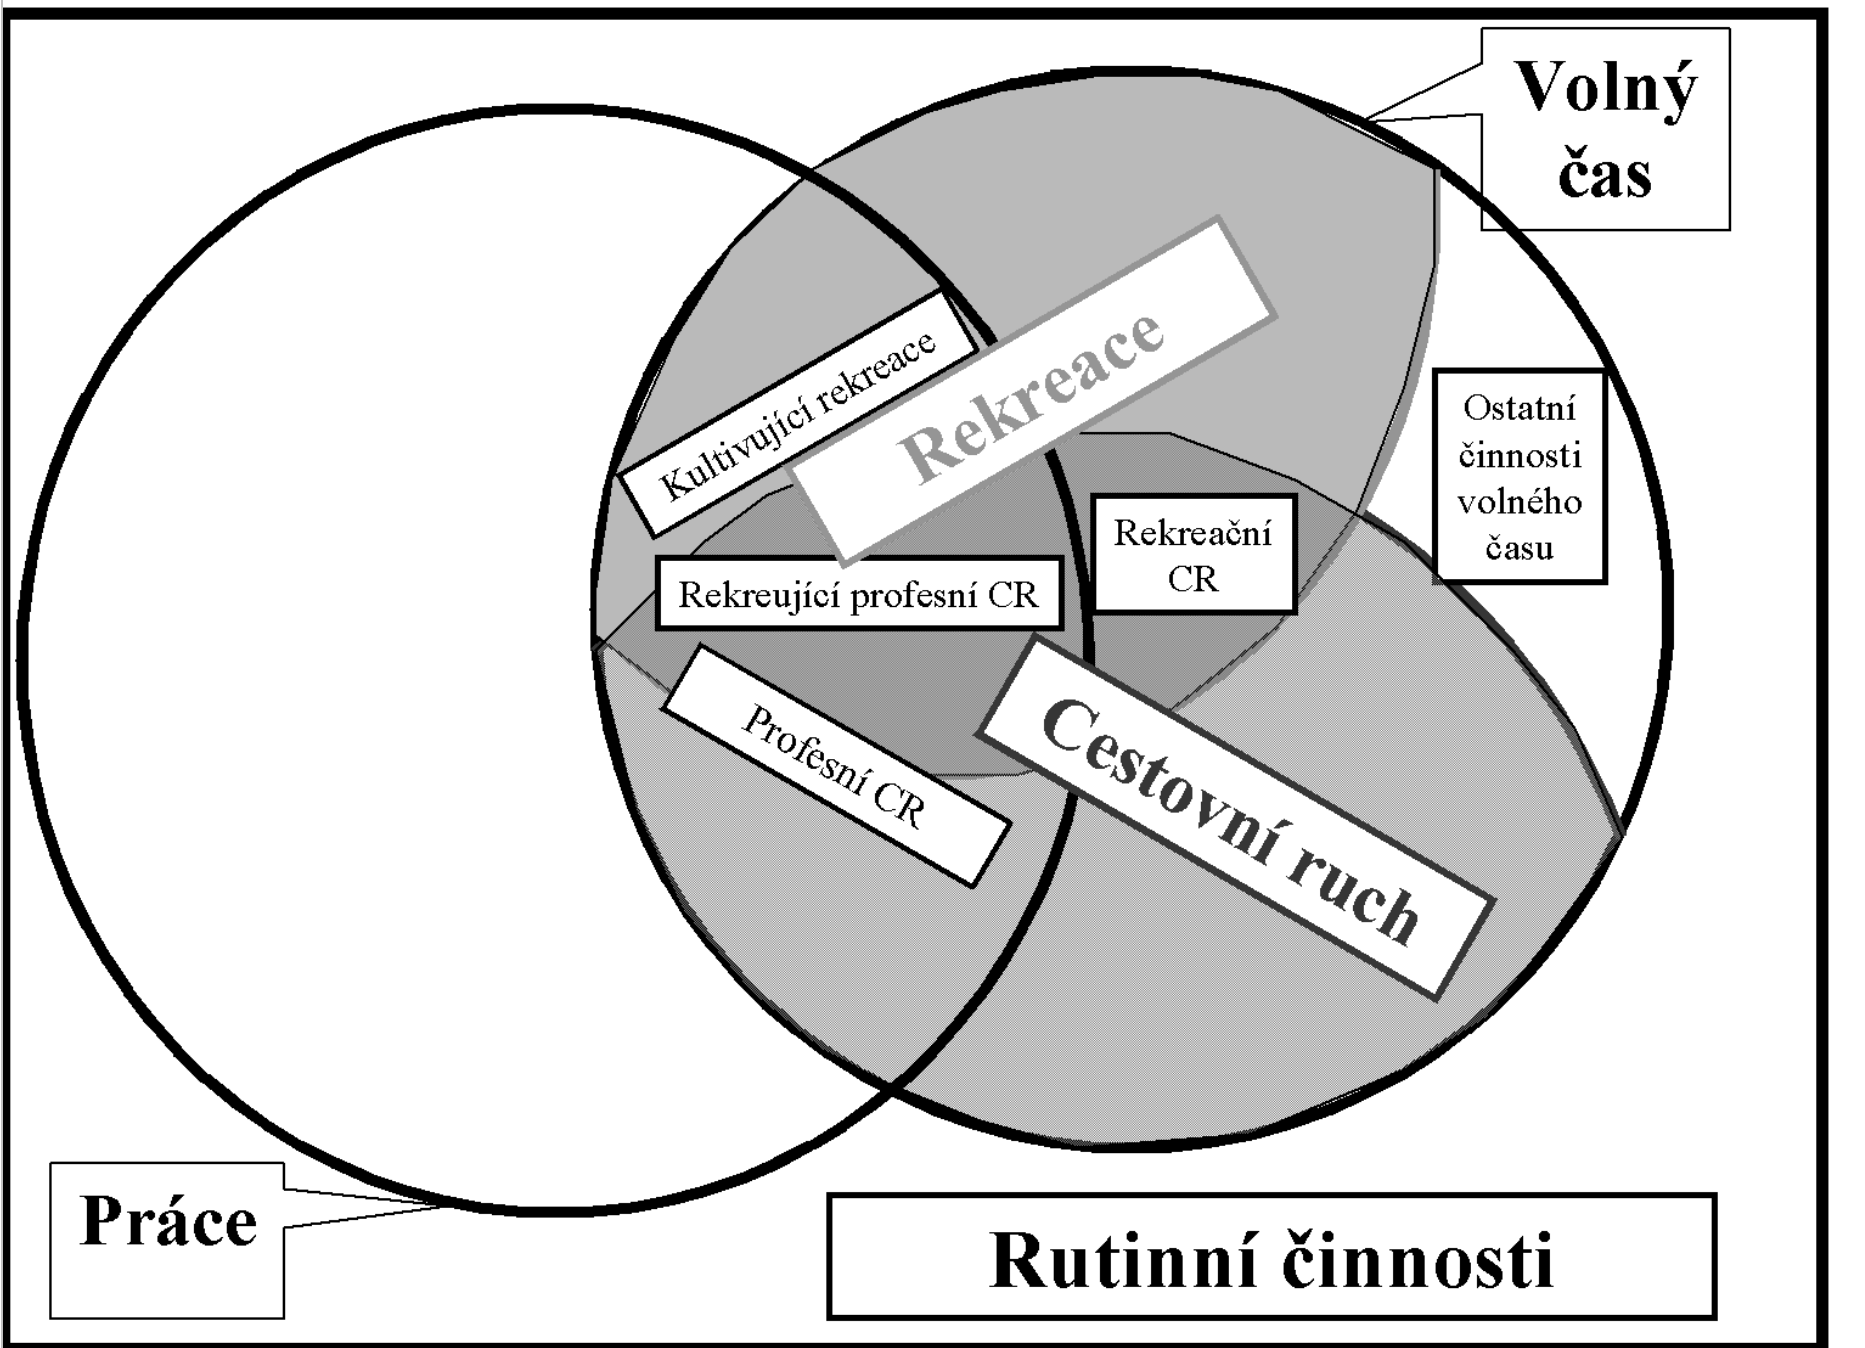 Volný
čas
Kultivující rekreace
Rekreace
Ostatní
činnosti
volného
času
Rekreační
CR
Rekreující profesní CR
Profesní CR
Cestovní ruch
Práce
Rutinní činnosti